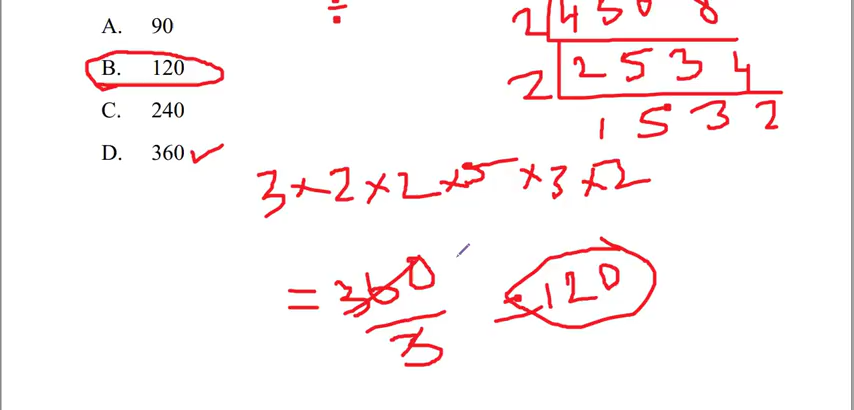 ÷
2 4 5 6 8
A. 90
B. 120
2 2 5 3 4
C. 240
1 5 3 2
D. 360 ✓
3 × 2 × 2 × 5 × 3 × 2
= 360/3 = 120